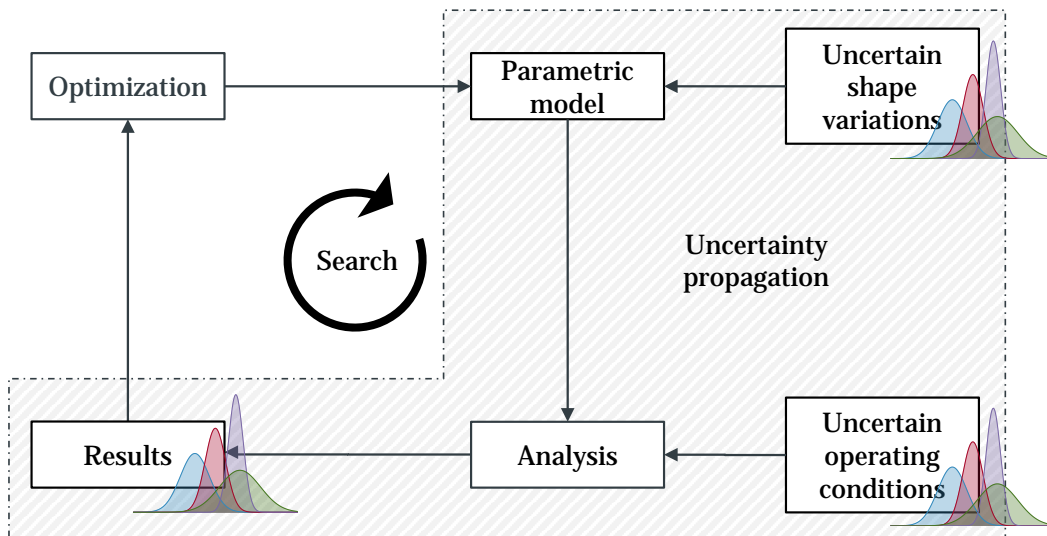 Optimization
Parametric
model
Uncertain
shape
variations
Search
Uncertainty
propagation
Results
Analysis
Uncertain
operating
conditions